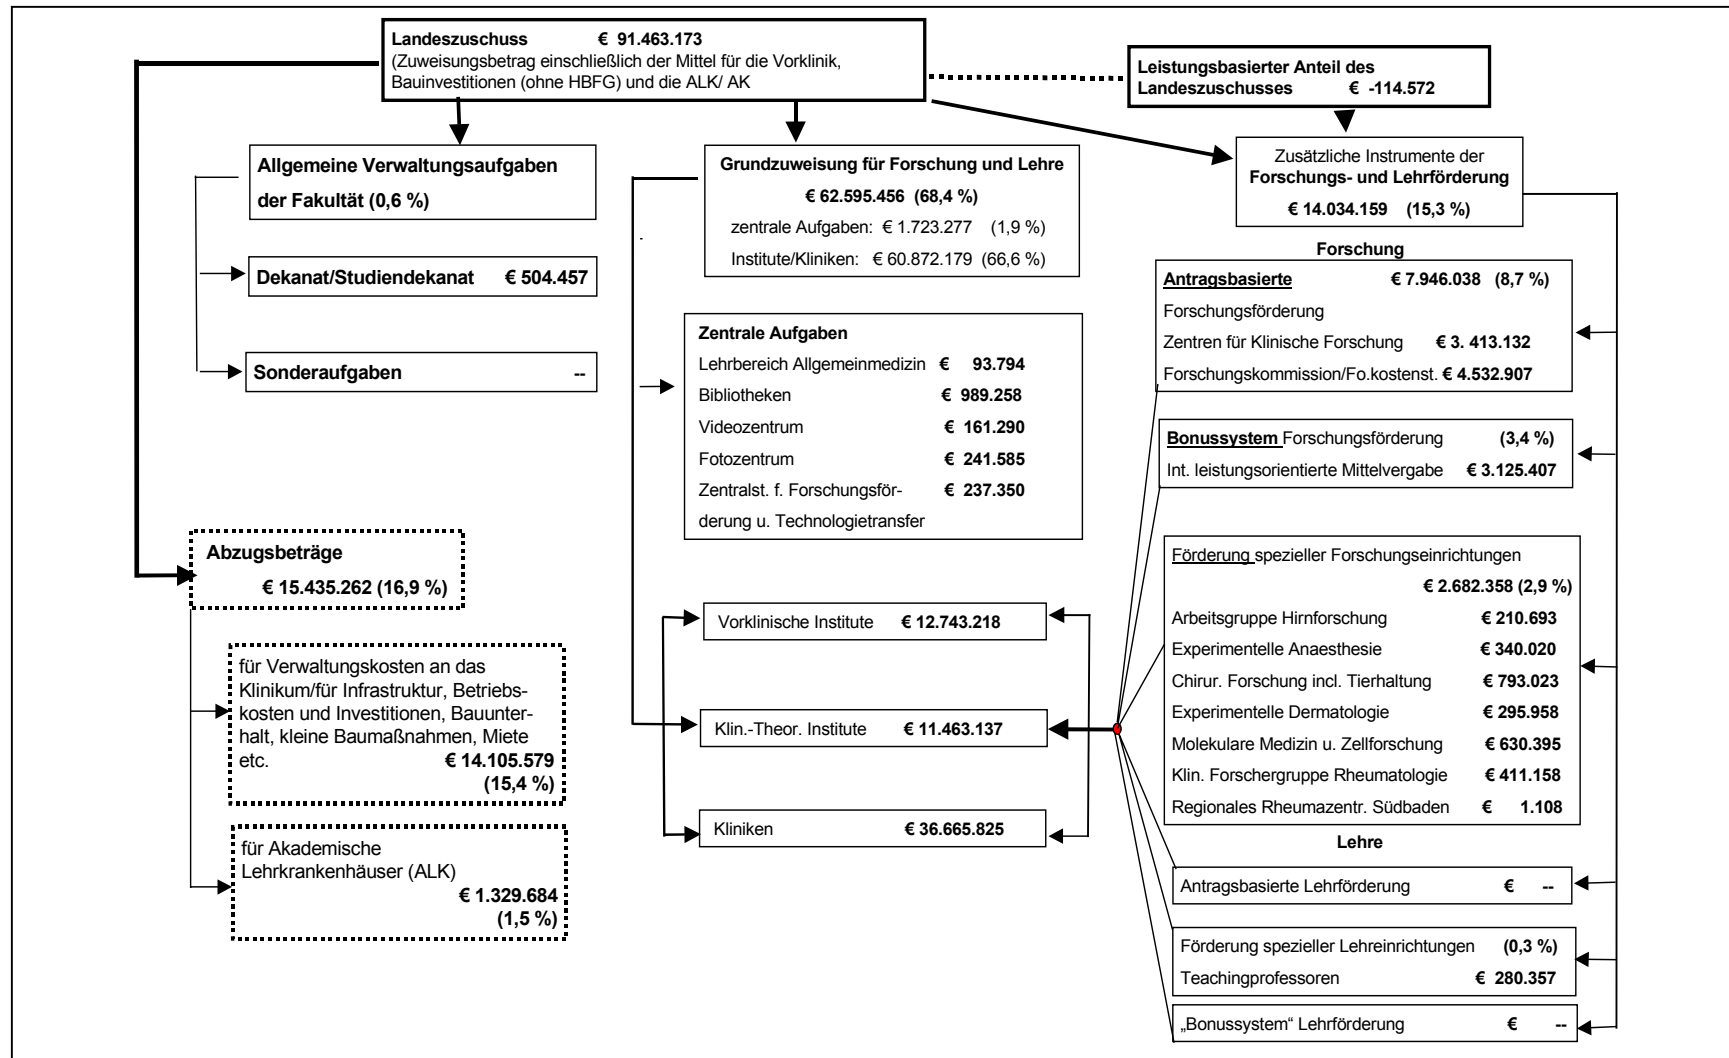 Landeszuschuss € 91.463.173
(Zuweisungsbetrag einschließlich der Mittel für die Vorklinik,
Bauinvestitionen (ohne HBFG) und die ALK/ AK
Leistungsbasierter Anteil des
Landeszuschusses € -114.572
Allgemeine Verwaltungsaufgaben
der Fakultät (0,6 %)
Dekanat/Studiendekanat € 504.457
Sonderaufgaben --
Abzugsbeträge
€ 15.435.262 (16,9 %)
für Verwaltungskosten an das
Klinikum/für Infrastruktur, Betriebs-
kosten und Investitionen, Bauunter-
halt, kleine Baumaßnahmen, Miete
etc. € 14.105.579
(15,4 %)
für Akademische
Lehrkrankenhäuser (ALK)
€ 1.329.684
(1,5 %)
Grundzuweisung für Forschung und Lehre
€ 62.595.456 (68,4 %)
zentrale Aufgaben: € 1.723.277 (1,9 %)
Institute/Kliniken: € 60.872.179 (66,6 %)
Zentrale Aufgaben
Lehrbereich Allgemeinmedizin € 93.794
Bibliotheken € 989.258
Videozentrum € 161.290
Fotozentrum € 241.585
Zentralst. f. Forschungsför- € 237.350
derung u. Technologietransfer
Vorklinische Institute € 12.743.218
Klin.-Theor. Institute € 11.463.137
Kliniken € 36.665.825
Zusätzliche Instrumente der
Forschungs- und Lehrförderung
€ 14.034.159 (15,3 %)
Forschung
Antragsbasierte € 7.946.038 (8,7 %)
Forschungsförderung
Zentren für Klinische Forschung € 3. 413.132
Forschungskommission/Fo.kostenst. € 4.532.907
Bonussystem Forschungsförderung (3,4 %)
Int. leistungsorientierte Mittelvergabe € 3.125.407
Förderung spezieller Forschungseinrichtungen
€ 2.682.358 (2,9 %)
Arbeitsgruppe Hirnforschung € 210.693
Experimentelle Anaesthesie € 340.020
Chirur. Forschung incl. Tierhaltung € 793.023
Experimentelle Dermatologie € 295.958
Molekulare Medizin u. Zellforschung € 630.395
Klin. Forschergruppe Rheumatologie € 411.158
Regionales Rheumazentr. Südbaden € 1.108
Lehre
Antragsbasierte Lehrförderung € --
Förderung spezieller Lehreinrichtungen (0,3 %)
Teachingprofessoren € 280.357
„Bonussystem“ Lehrförderung € --